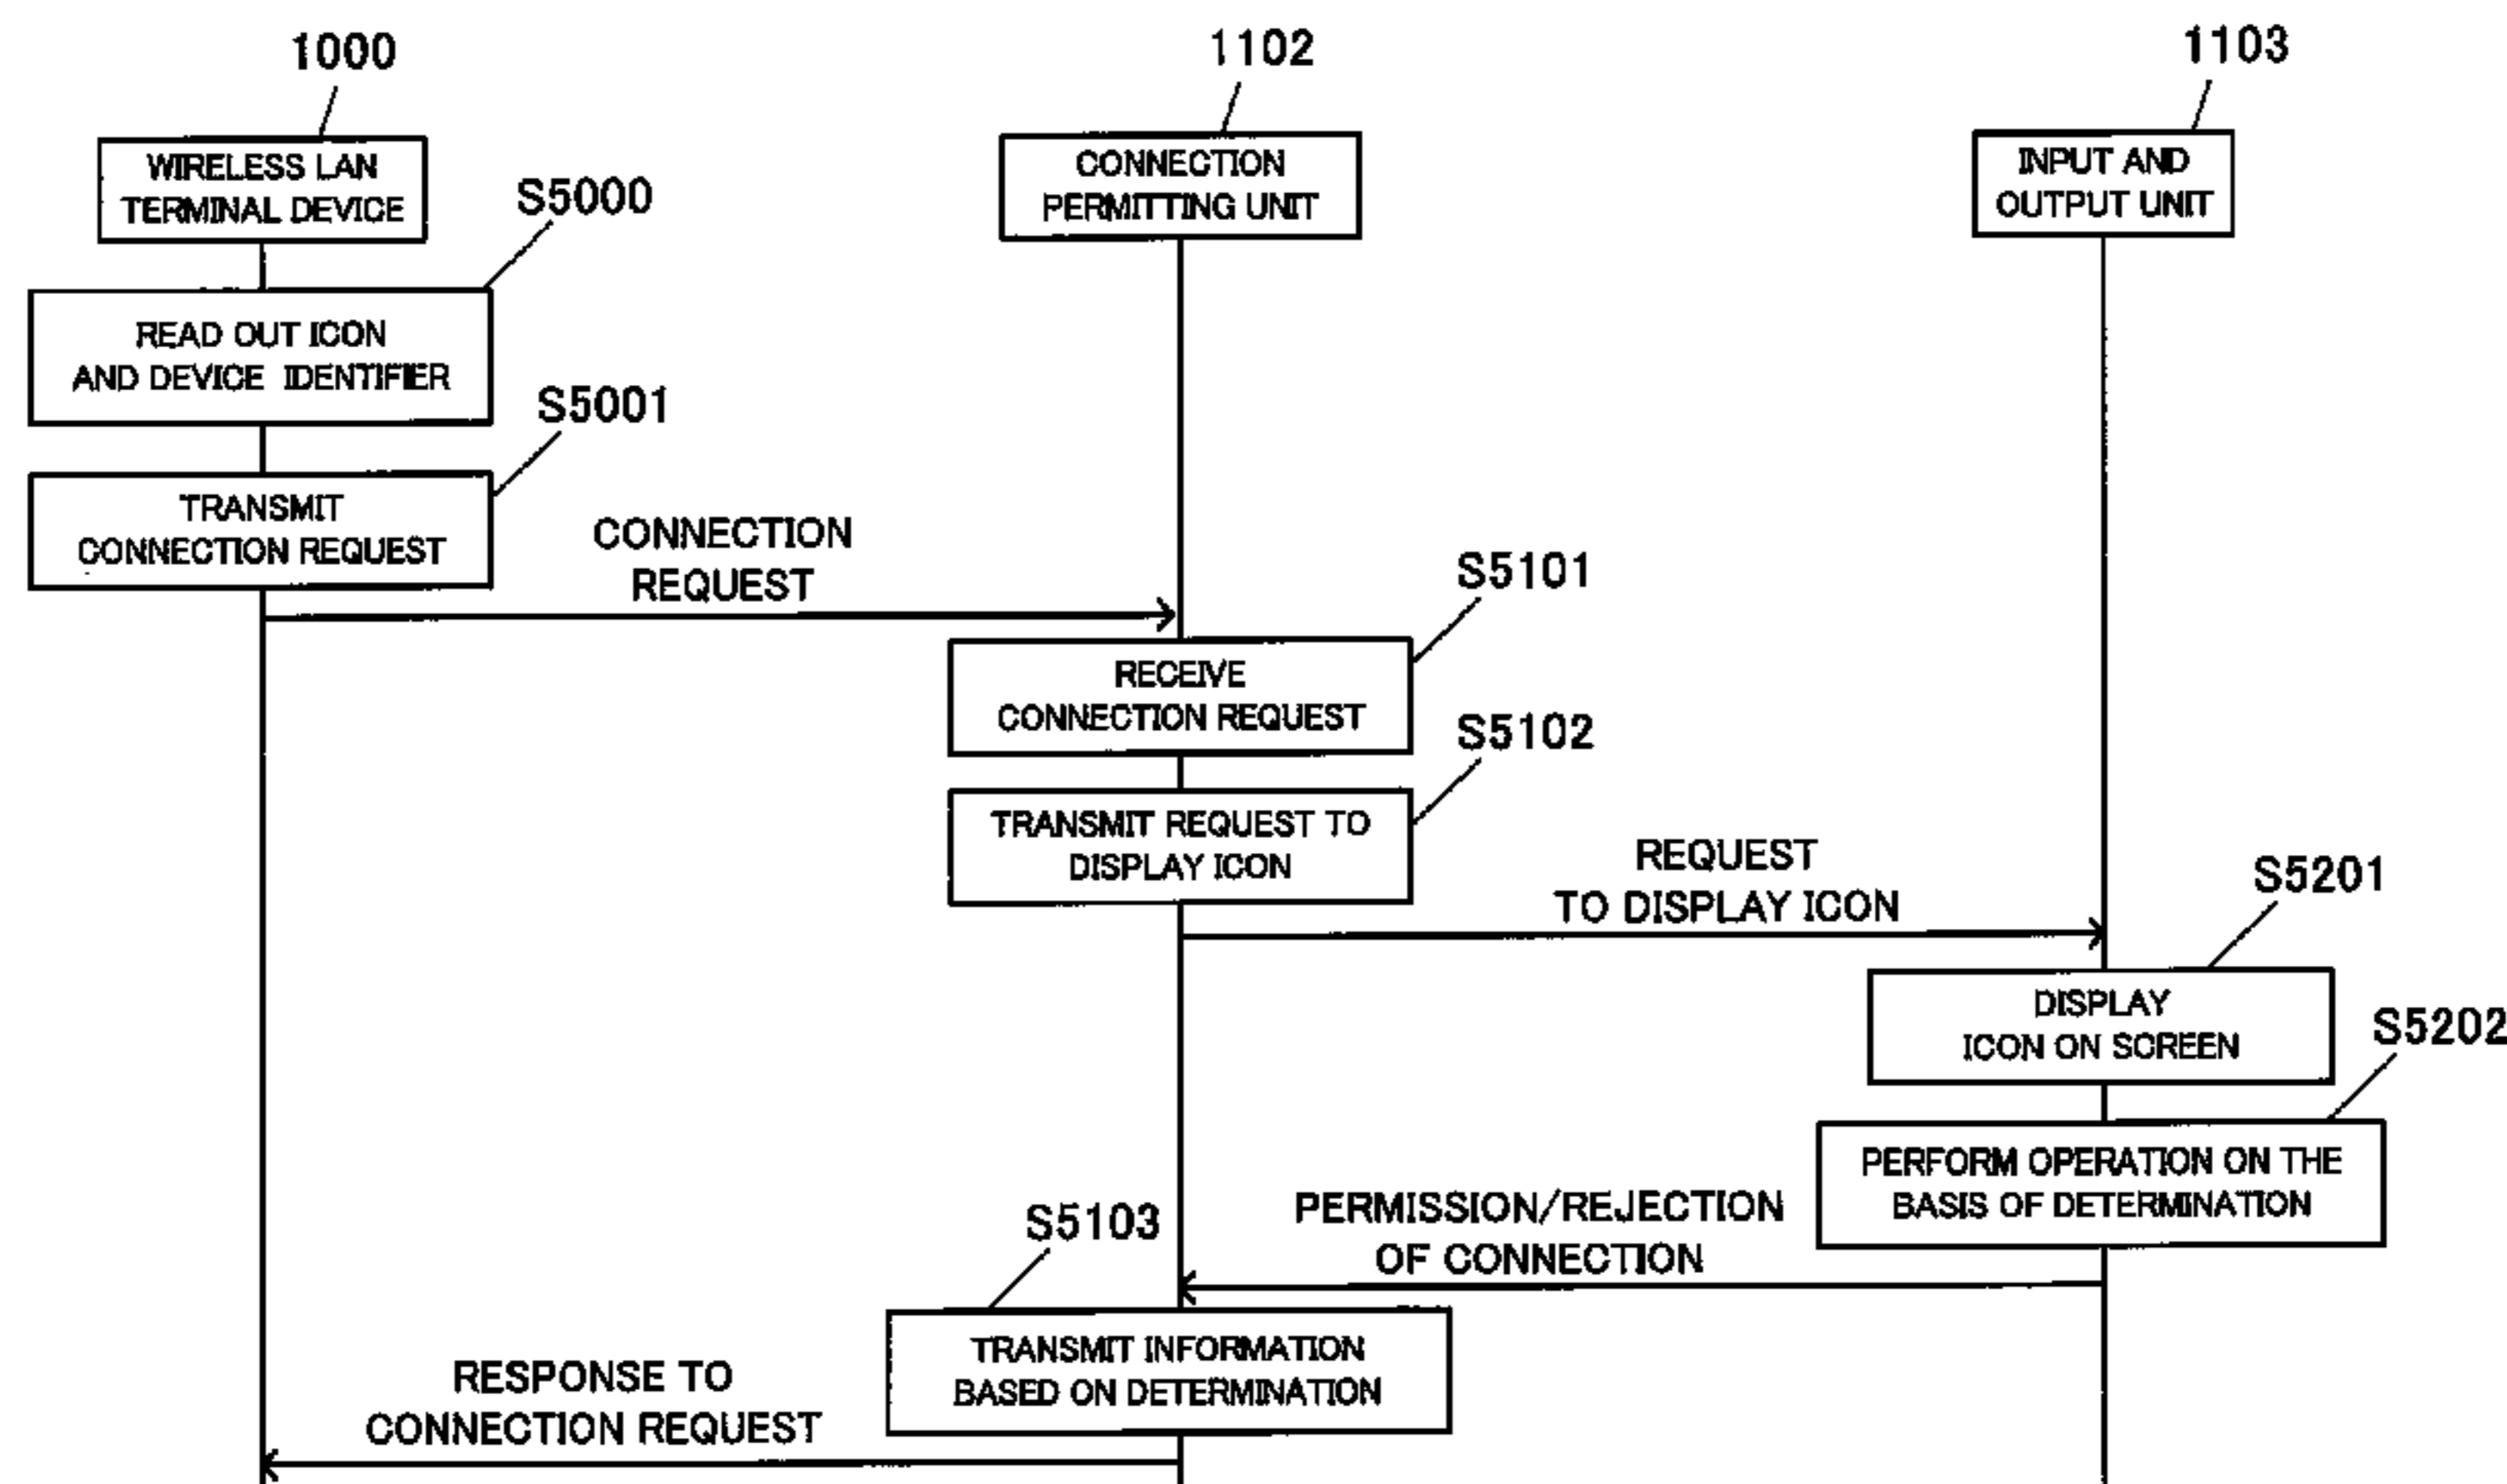 1000
1102
1103
WIRELESS LAN
TERMINAL DEVICE
CONNECTION
PERMITTING UNIT
INPUT AND
OUTPUT UNIT
S5000
READ OUT ICON
AND DEVICE IDENTIFIER
S5001
TRANSMIT
CONNECTION REQUEST
CONNECTION
REQUEST
S5101
RECEIVE
CONNECTION REQUEST
S5102
TRANSMIT REQUEST TO
DISPLAY ICON
REQUEST
TO DISPLAY ICON
S5201
DISPLAY
ICON ON SCREEN
S5202
PERFORM OPERATION ON THE
BASIS OF DETERMINATION
PERMISSION/REJECTION
OF CONNECTION
S5103
TRANSMIT INFORMATION
BASED ON DETERMINATION
RESPONSE TO
CONNECTION REQUEST